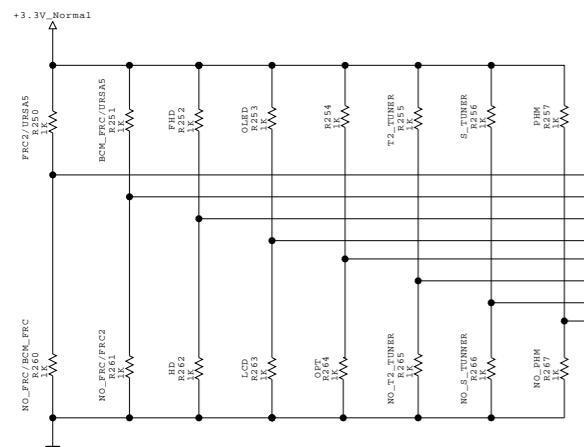 +3.3V_Normal
FRC2/URSA5
R250
1K
BCM_FRC/URSA5
R251
1K
FHD
R252
1K
OLED
R253
1K
R254
1K
T2_TUNER
R255
1K
S_TUNER
R256
1K
PHM
R257
1K
NO_FRC/BCM_FRC
R260
1K
NO_FRC/FRC2
R261
1K
HD
R262
1K
LCD
R263
1K
OPT
R264
1K
NO_T2_TUNER
R265
1K
NO_S_TUNNER
R266
1K
NO_PHM
R267
1K